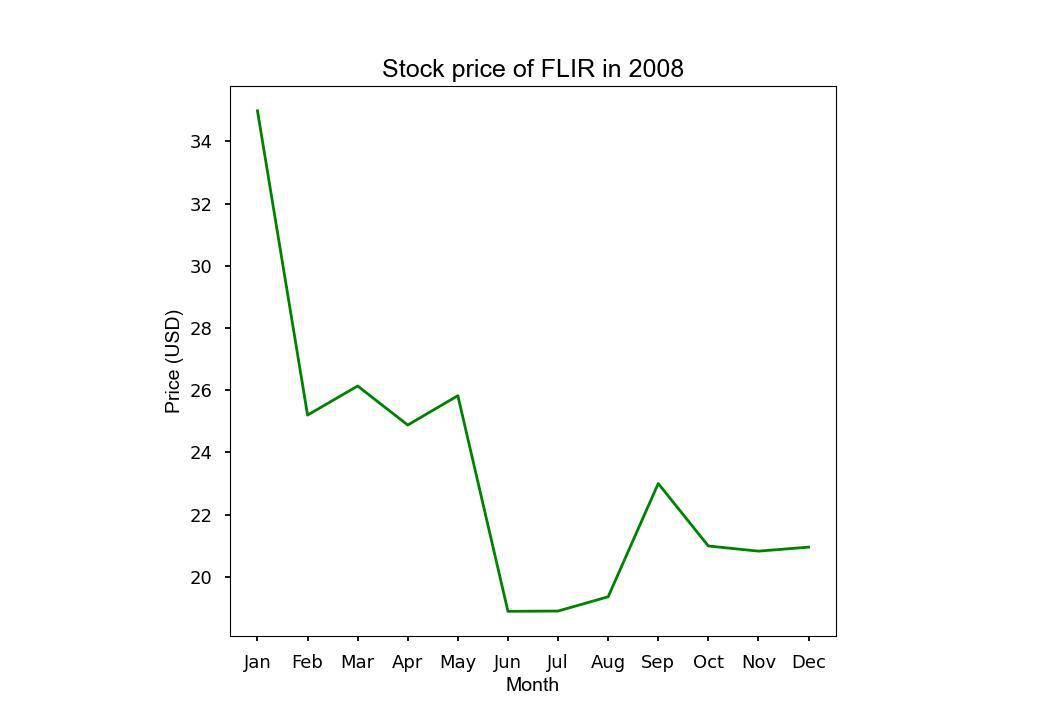 Stock price of FLIR in 2008
Price (USD)
34
32
30
28
26
24
22
20
Jan Feb Mar Apr May Jun Jul Aug Sep Oct Nov Dec
Month